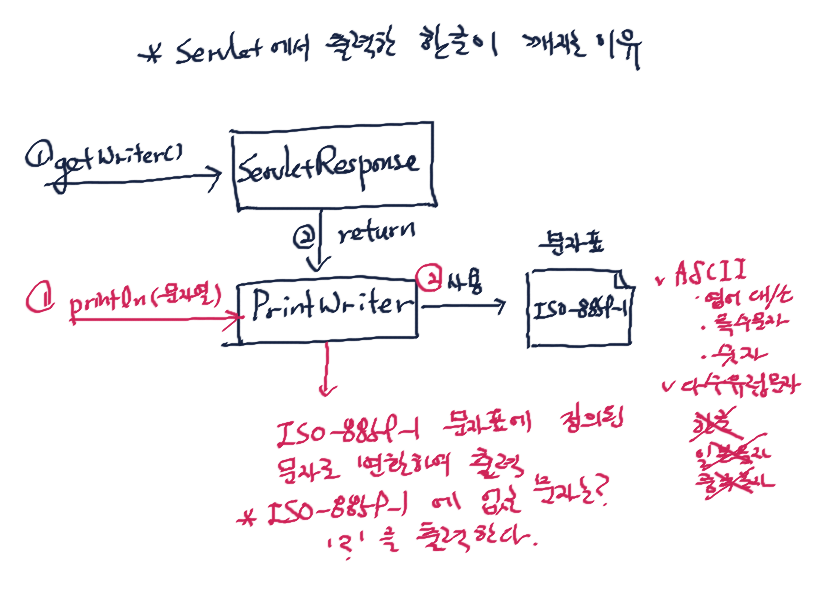 * Servlet에서 출력한 한글이 깨지는 이유
① getWriter()
ServletResponse
② return
① println(문자열)
PrintWriter
② 사용
문자표
ISO-8859-1
✓ ASCII
· 영어 대/소
· 특수문자
· 숫자
✓ 다수유럽문자
한글
일본문자
중국문자
ISO-8859-1 문자표에 정의된
문자로 변환하여 출력
* ISO-8859-1 에 없는 문자는?
'?' 를 출력한다.